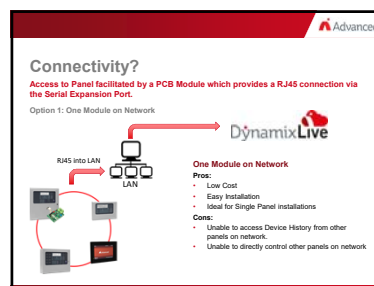 Advanced
Connectivity?
Access to Panel facilitated by a PCB Module which provides a RJ45 connection via
the Serial Expansion Port.
Option 1: One Module on Network
DynamixLive
RJ45 into LAN
LAN
One Module on Network
Pros:
• Low Cost
• Easy Installation
• Ideal for Single Panel installations
Cons:
• Unable to access Device History from other
panels on network.
• Unable to directly control other panels on network